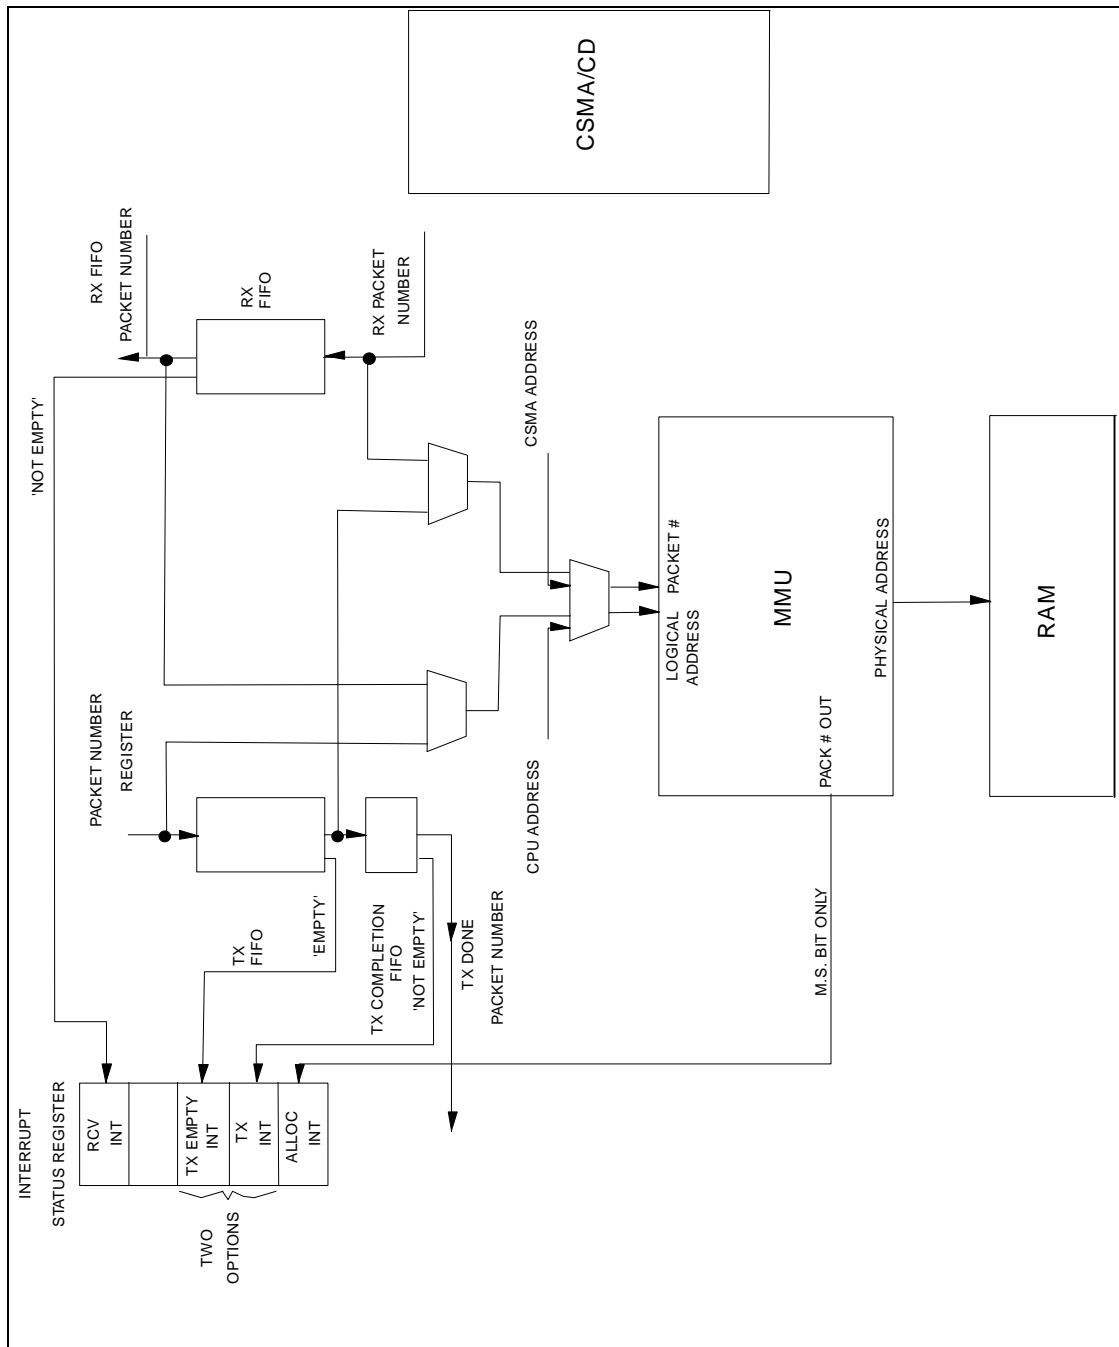 INTERRUPT
STATUS REGISTER
RCV
INT
TX EMPTY
INT
TX
INT
ALLOC
INT
TWO
OPTIONS
'NOT EMPTY'
PACKET NUMBER
REGISTER
TX
FIFO
'EMPTY'
TX COMPLETION
FIFO
'NOT EMPTY'
TX DONE
PACKET NUMBER
RX FIFO
PACKET NUMBER
RX
FIFO
RX PACKET
NUMBER
CSMA ADDRESS
CPU ADDRESS
M.S. BIT ONLY
LOGICAL
ADDRESS
PACKET #
MMU
PACK # OUT
PHYSICAL ADDRESS
RAM
CSMA/CD